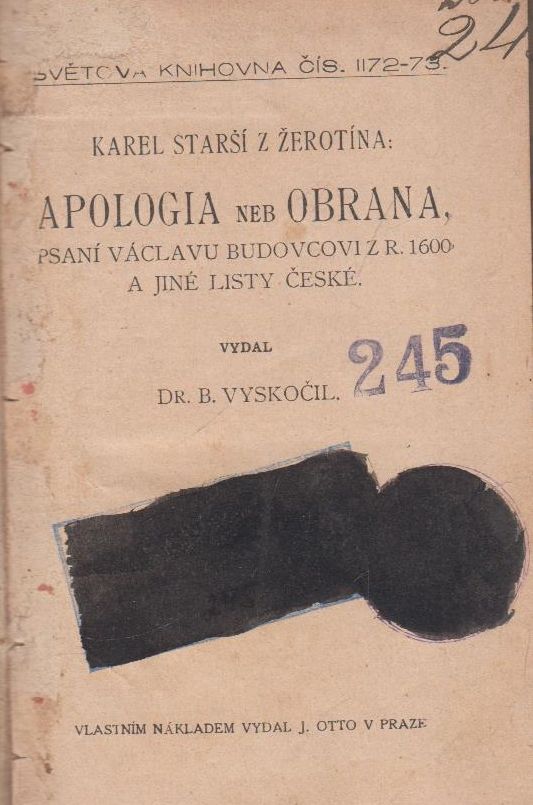 24
SVĚTOVÁ KNIHOVNA ČÍS. 1172-73.
KAREL STARŠÍ Z ŽEROTÍNA:
APOLOGIA NEB OBRANA,
PSANÍ VÁCLAVU BUDOVCOVI Z R. 1600
A JINÉ LISTY ČESKÉ.
VYDAL
245
DR. B. VYSKOČIL.
VLASTNÍM NÁKLADEM VYDAL J. OTTO V PRAZE